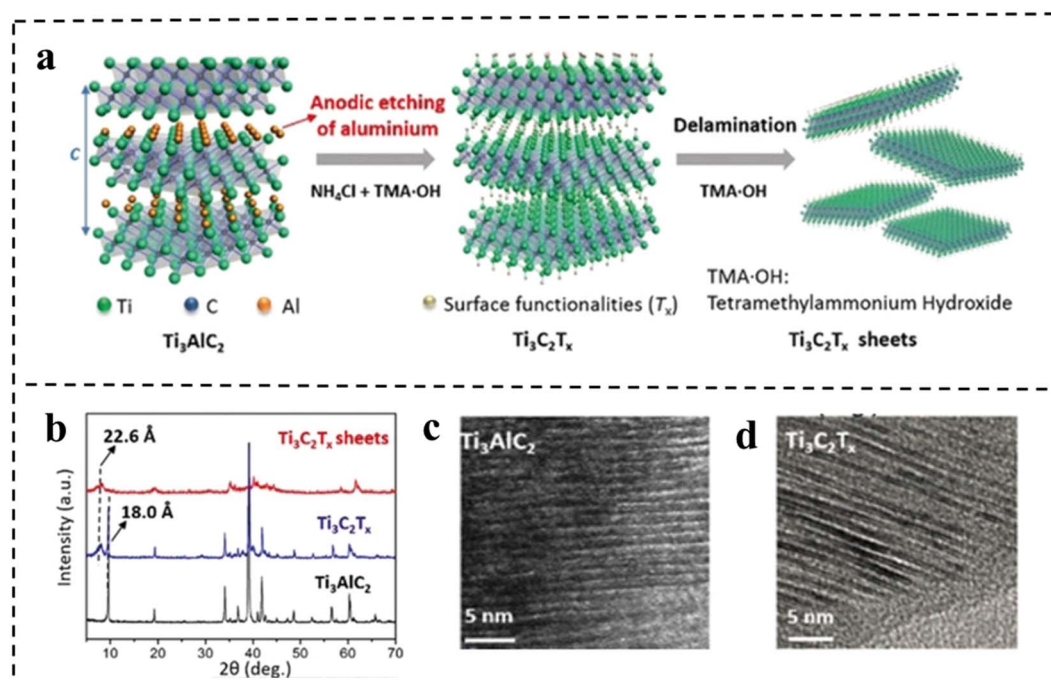 a
Anodic etching
of aluminium
Delamination
c
NH₄Cl + TMA·OH
TMA·OH
TMA·OH:
Ti
C
Al
Surface functionalities (Tₓ)
Tetramethylammonium Hydroxide
Ti₃AlC₂
Ti₃C₂Tₓ
Ti₃C₂Tₓ sheets
b
22.6 Å
Ti₃C₂Tₓ sheets
18.0 Å
Ti₃C₂Tₓ
Ti₃AlC₂
Intensity (a.u.)
10 20 30 40 50 60 70
2θ (deg.)
c
Ti₃AlC₂
5 nm
d
Ti₃C₂Tₓ
5 nm